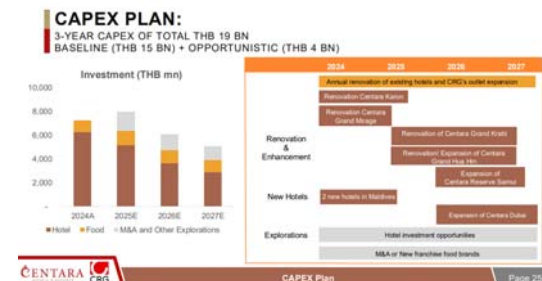 CAPEX PLAN:
3-YEAR CAPEX OF TOTAL THB 19 BN
BASELINE (THB 15 BN) + OPPORTUNISTIC (THB 4 BN)
Investment (THB mn)
10,000
8,000
6,000
4,000
2,000
-
2024A 2025E 2026E 2027E
Hotel Food M&A and Other Explorations
2024 2025 2026 2027
Annual renovation of existing hotels and CRG's outlet expansion
Renovation Centara Karon
Renovation Centara
Grand Mirage
Renovation
&
Enhancement
Renovation of Centara Grand Krabi
Renovation/ Expansion of Centara
Grand Hua Hin
Expansion of
Centara Reserve Samui
New Hotels
2 new hotels in Maldives
Expansion of Centara Dubai
Explorations
Hotel investment opportunities
M&A or New franchise food brands
CENTARA
CRG
CAPEX Plan
Page 25